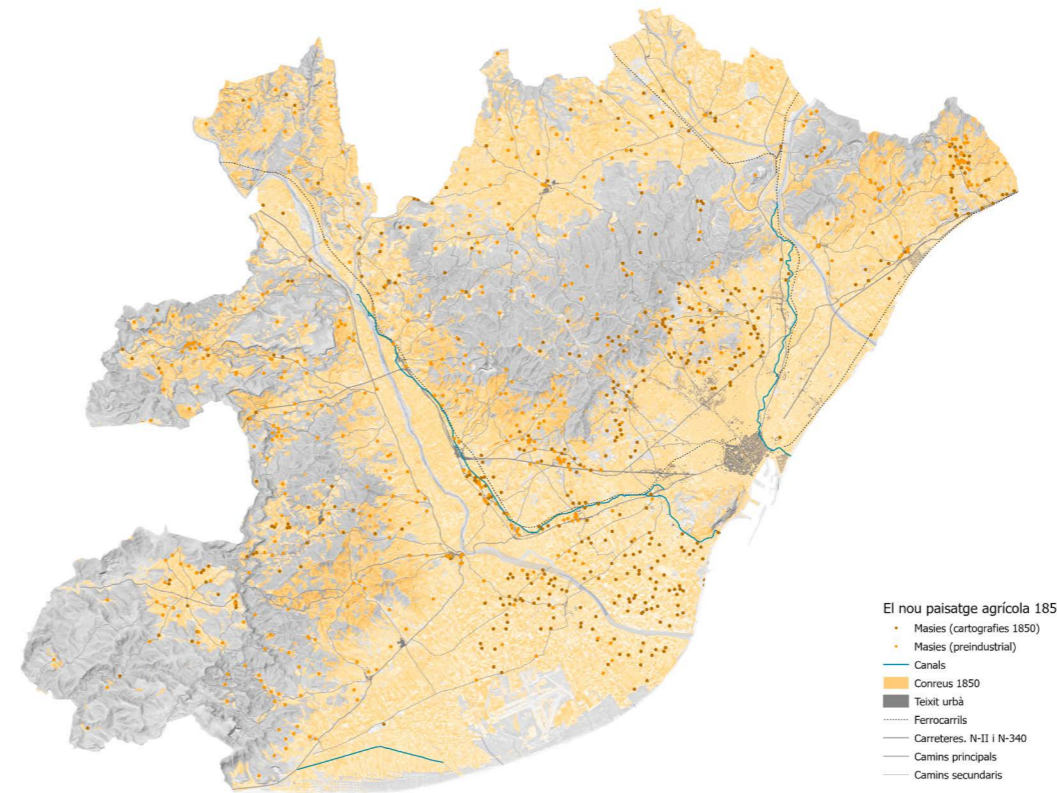 El nou paisatge agrícola 185
Masies (cartografies 1850)
Masies (preindustrial)
Canals
Conreus 1850
Teixit urbà
Ferrocarrils
Carreteres. N-II i N-340
Camins principals
Camins secundaris